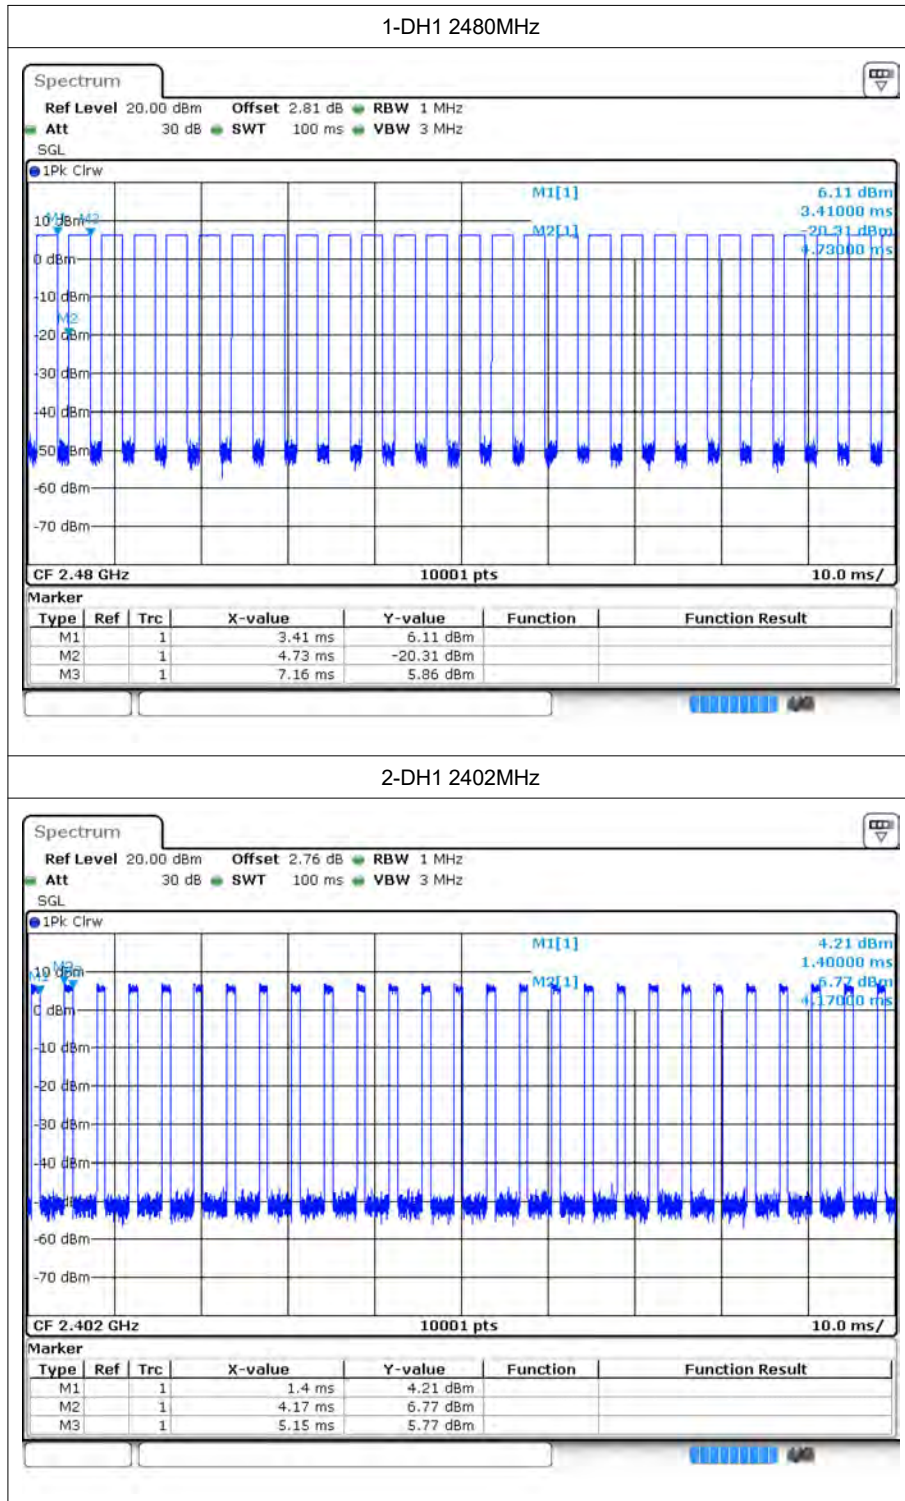 1-DH1 2480MHz
Spectrum
Ref Level 20.00 dBm Offset 2.81 dB RBW 1 MHz
Att 30 dB SWT 100 ms VBW 3 MHz
SGL
1Pk Clrw
M1[1] 6.11 dBm
3.41000 ms
10 dBm
M2[1] -20.31 dBm
4.73000 ms
0 dBm
-10 dBm
M2
-20 dBm
-30 dBm
-40 dBm
-60 dBm
-70 dBm
CF 2.48 GHz 10001 pts 10.0 ms/
Marker
Type Ref Trc X-value Y-value Function Function Result
M1 1 3.41 ms 6.11 dBm
M2 1 4.73 ms -20.31 dBm
M3 1 7.16 ms 5.86 dBm
2-DH1 2402MHz
Spectrum
Ref Level 20.00 dBm Offset 2.76 dB RBW 1 MHz
Att 30 dB SWT 100 ms VBW 3 MHz
SGL
1Pk Clrw
M1[1] 4.21 dBm
1.40000 ms
10 dBm
M2[1] 6.77 dBm
4.17000 ms
0 dBm
-10 dBm
-20 dBm
-30 dBm
-40 dBm
-60 dBm
-70 dBm
CF 2.402 GHz 10001 pts 10.0 ms/
Marker
Type Ref Trc X-value Y-value Function Function Result
M1 1 1.4 ms 4.21 dBm
M2 1 4.17 ms 6.77 dBm
M3 1 5.15 ms 5.77 dBm